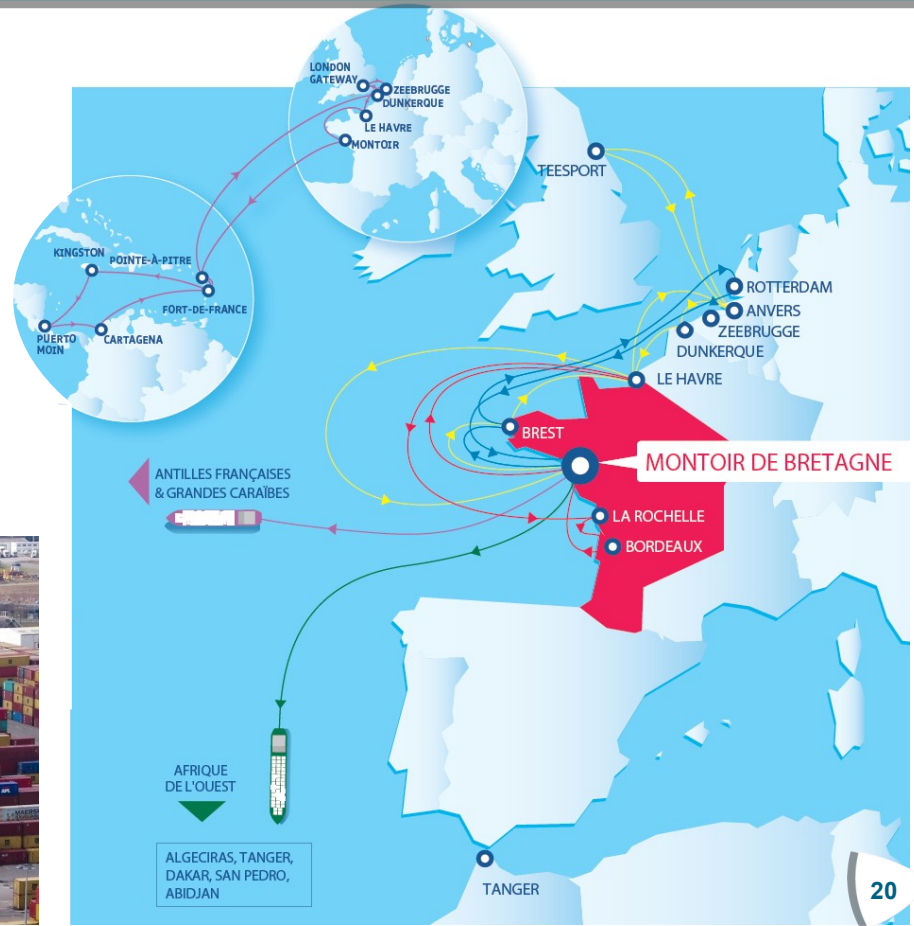 LONDON
GATEWAY
ZEEBRUGGE
DUNKERQUE
LE HAVRE
MONTOIR
KINGSTON
POINTE-À-PITRE
FORT-DE-FRANCE
PUERTO
MOIN
CARTAGENA
TEESPORT
ROTTERDAM
ANVERS
ZEEBRUGGE
DUNKERQUE
LE HAVRE
BREST
MONTOIR DE BRETAGNE
ANTILLES FRANÇAISES
& GRANDES CARAÏBES
LA ROCHELLE
BORDEAUX
AFRIQUE
DE L'OUEST
ALGECIRAS, TANGER,
DAKAR, SAN PEDRO,
ABIDJAN
TANGER
20